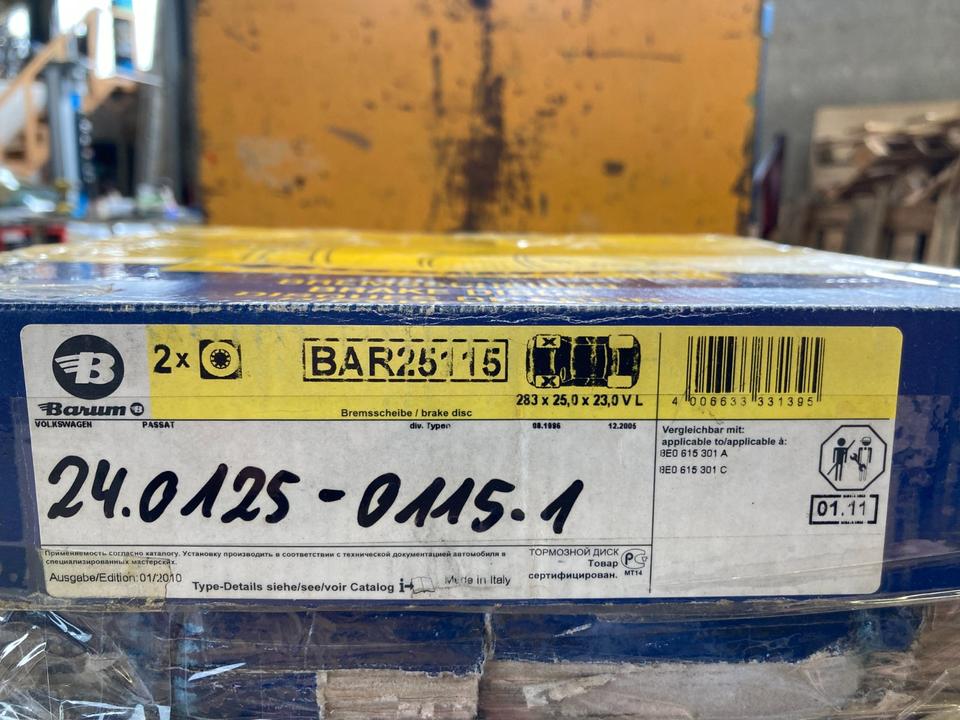 BRAKE DISC
B
Barum B
2x
BAR25115
283 x 25,0 x 23,0 V L
Bremsscheibe / brake disc
4 006633 331395
VOLKSWAGEN PASSAT div. Typen 08.1996 12.2005
Vergleichbar mit:
applicable to/applicable à:
8E0 615 301 A
8E0 615 301 C
24.0125-0115.1
01.11
Применяемость согласно каталогу. Установку производить в соответствии с технической документацией автомобиля в
специализированных мастерских.
Ausgabe/Edition: 01/2010
Type-Details siehe/see/voir Catalog i
Made in Italy
ТОРМОЗНОЙ ДИСК
Товар
сертифицирован.
МТ14